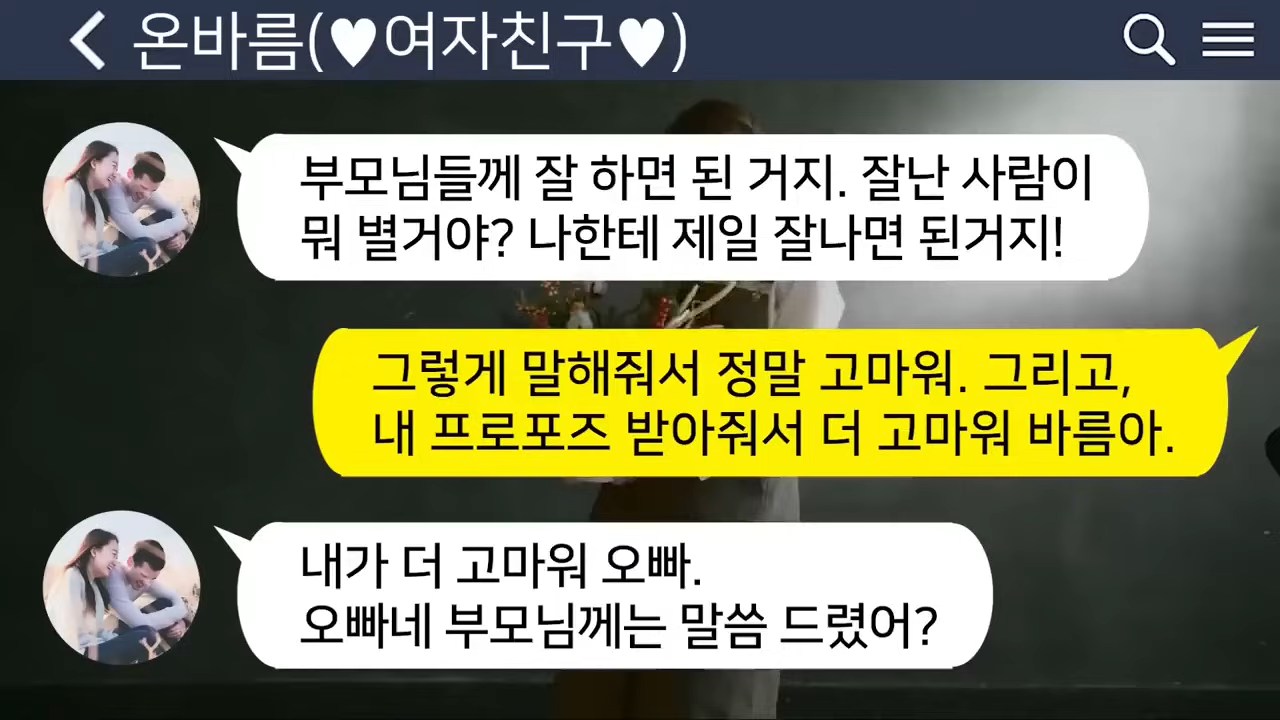 온바름(♥여자친구♥)
부모님들께 잘 하면 된 거지. 잘난 사람이
뭐 별거야? 나한테 제일 잘나면 된거지!
그렇게 말해줘서 정말 고마워. 그리고,
내 프로포즈 받아줘서 더 고마워 바름아.
내가 더 고마워 오빠.
오빠네 부모님께는 말씀 드렸어?